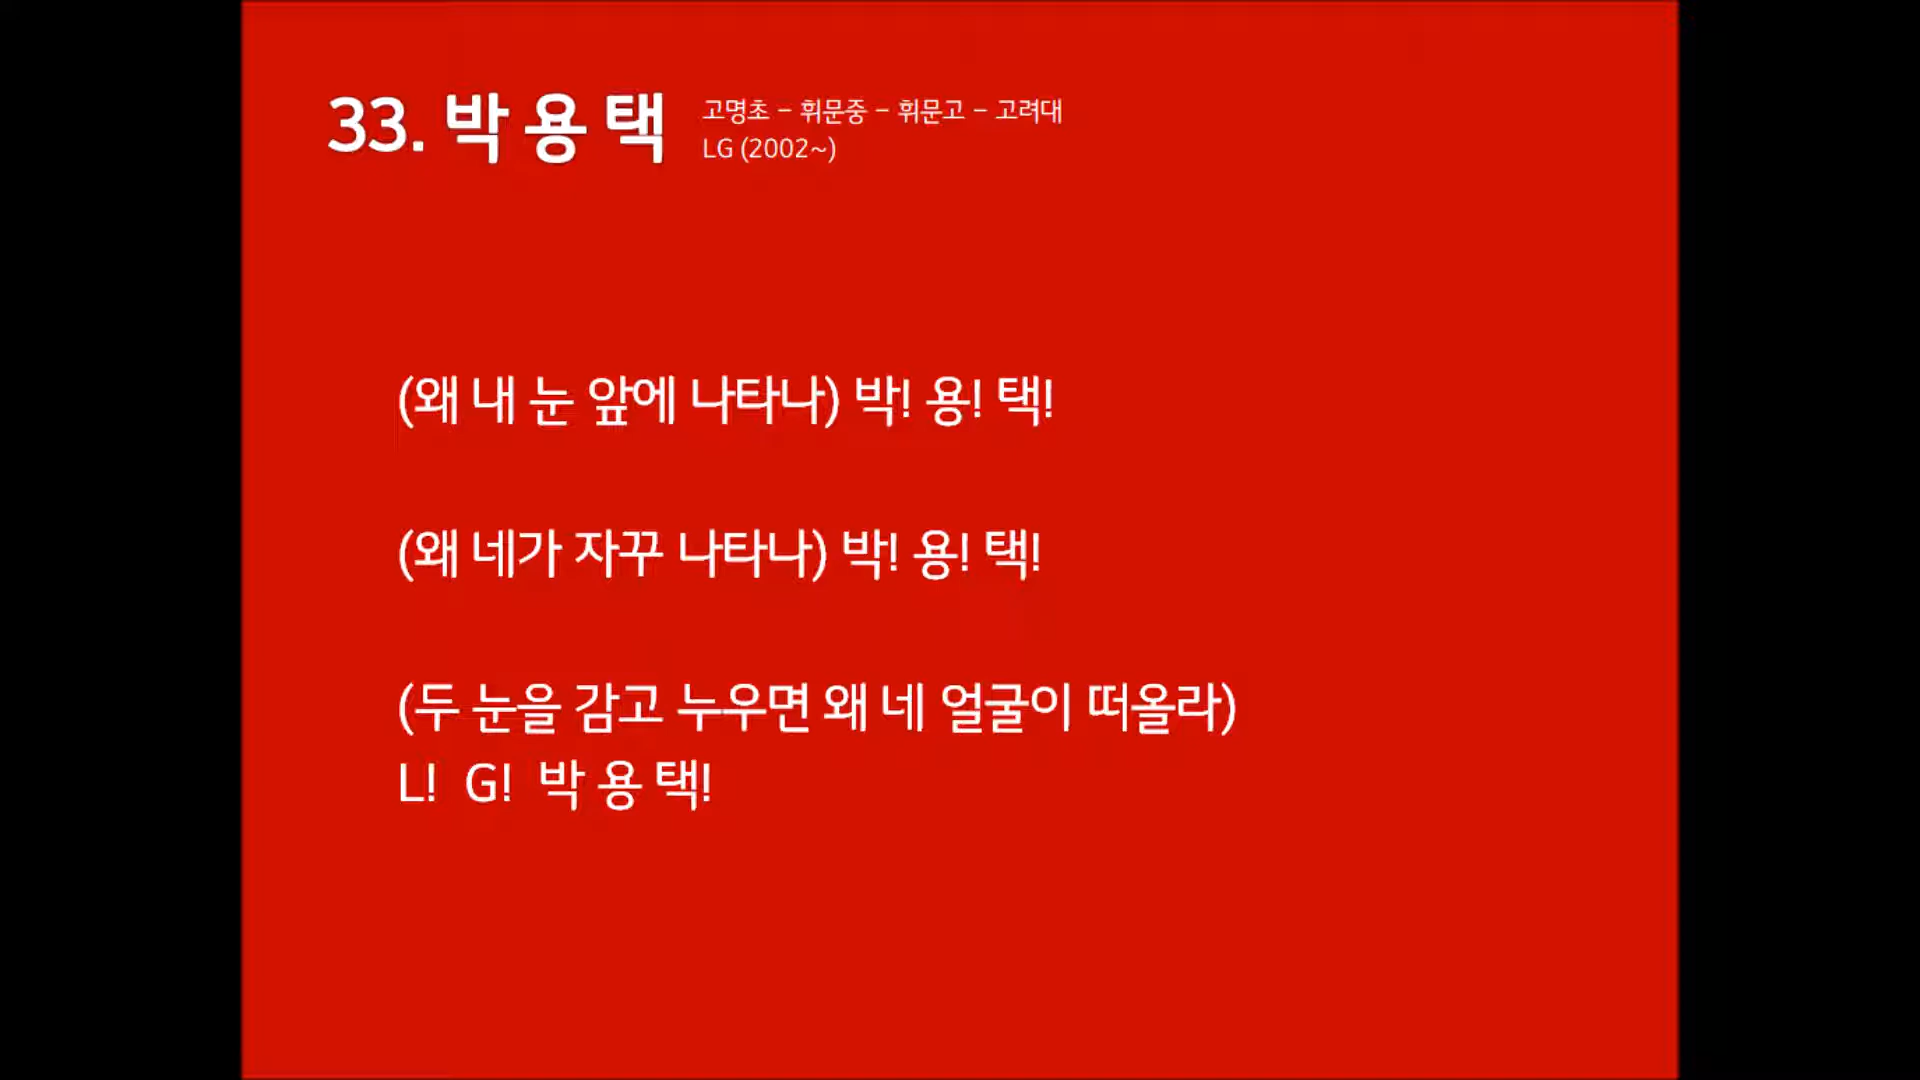 33. 박 용 택
고명초 – 휘문중 – 휘문고 – 고려대
LG (2002~)
(왜 내 눈 앞에 나타나) 박! 용! 택!
(왜 네가 자꾸 나타나) 박! 용! 택!
(두 눈을 감고 누우면 왜 네 얼굴이 떠올라)
L! G! 박 용 택!